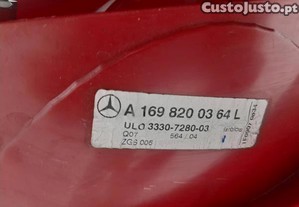 CustoJusto.pt
A 169 820 03 64 L
ULO 3330-7280-03
Q01 564 / 04
ZGS 006